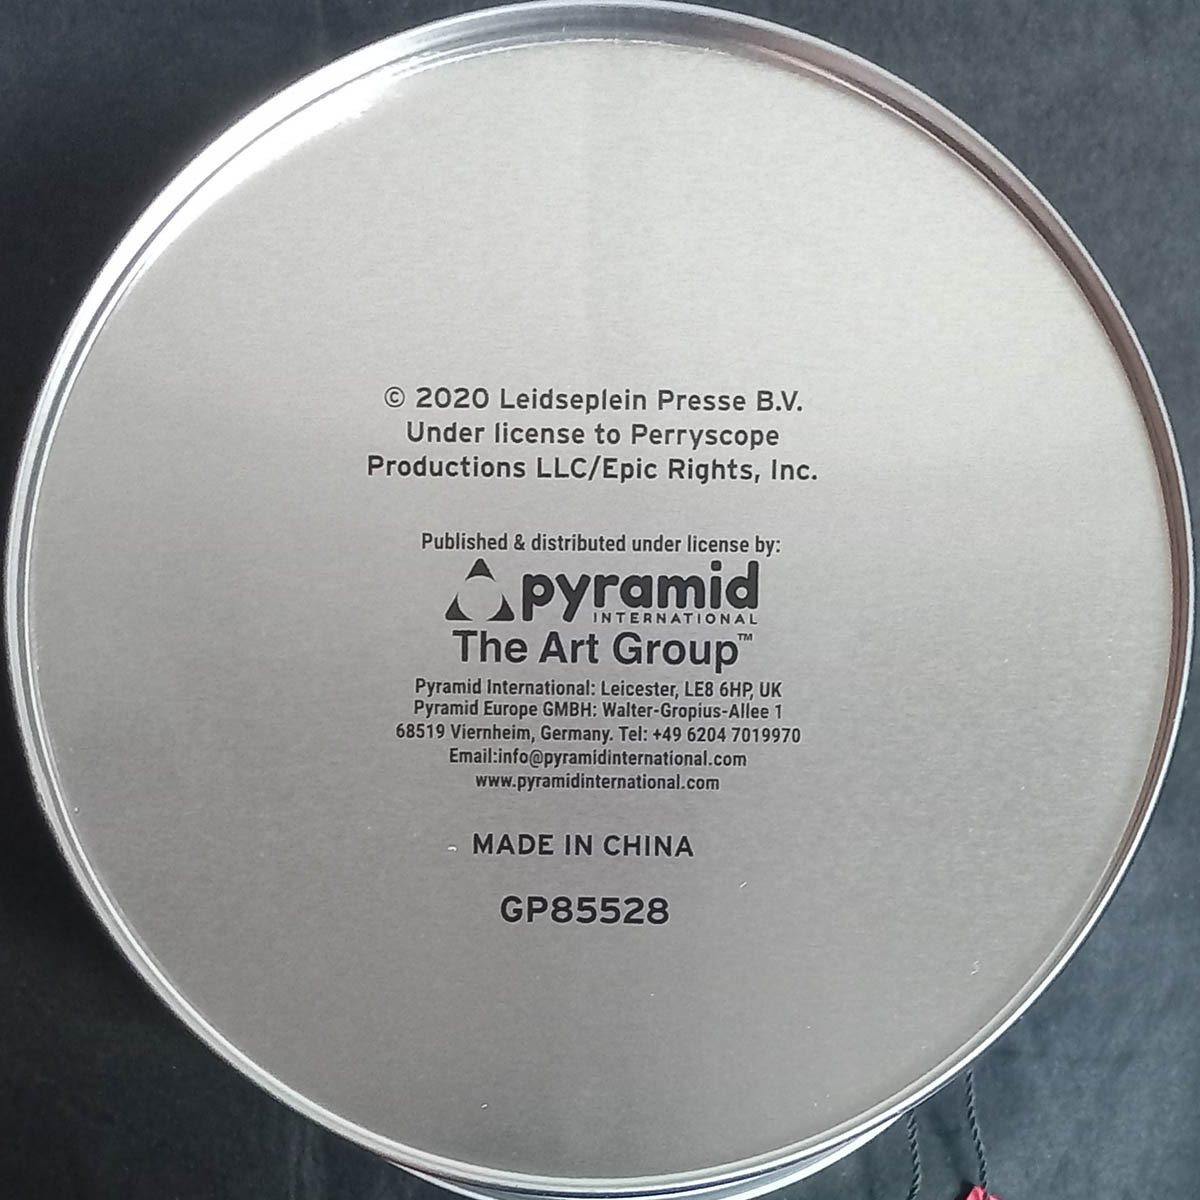 © 2020 Leidseplein Presse B.V.
Under license to Perryscope
Productions LLC/Epic Rights, Inc.
Published & distributed under license by:
pyramid
INTERNATIONAL
The Art Group™
Pyramid International: Leicester, LE8 6HP, UK
Pyramid Europe GMBH: Walter-Gropius-Allee 1
68519 Viernheim, Germany. Tel: +49 6204 7019970
Email:info@pyramidinternational.com
www.pyramidinternational.com
MADE IN CHINA
GP85528